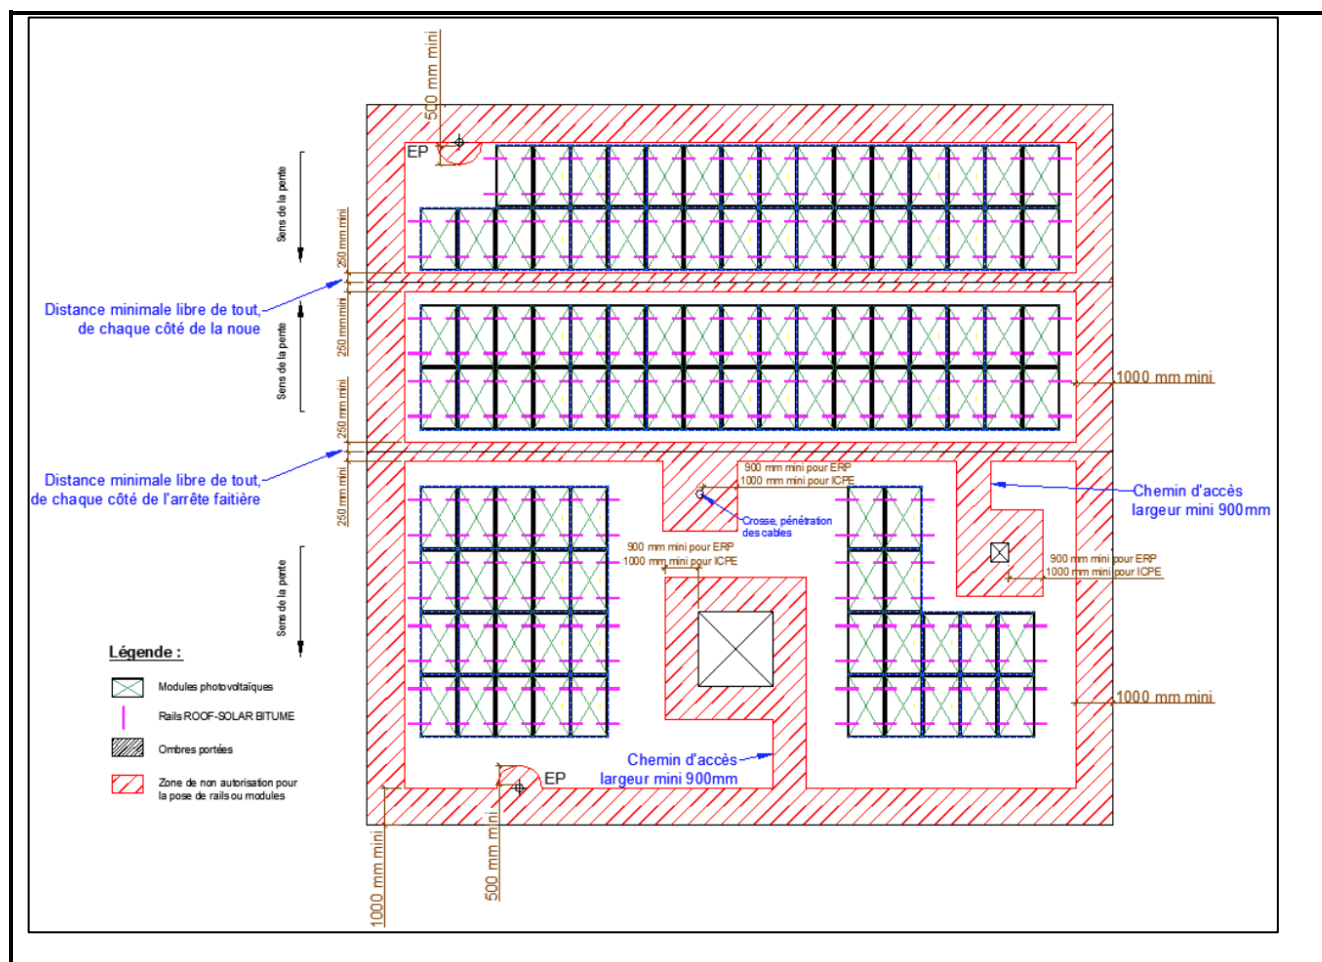 500 mm mini
EP
Sens de la pente
250 mm mini
Distance minimale libre de tout,
de chaque côté de la noue
250 mm mini
Sens de la pente
1000 mm mini
250 mm mini
Distance minimale libre de tout,
de chaque côté de l'arrête faitière
250 mm mini
900 mm mini pour ERP
1000 mm mini pour ICPE
Chemin d'accès
largeur mini 900mm
Crosse, pénétration
des cables
900 mm mini pour ERP
1000 mm mini pour ICPE
900 mm mini pour ERP
1000 mm mini pour ICPE
Sens de la pente
Légende :
Modules photovoltaïques
Rails ROOF-SOLAR BITUME
Ombres portées
Zone de non autorisation pour
la pose de rails ou modules
1000 mm mini
Chemin d'accès
largeur mini 900mm
EP
1000 mm mini
500 mm mini